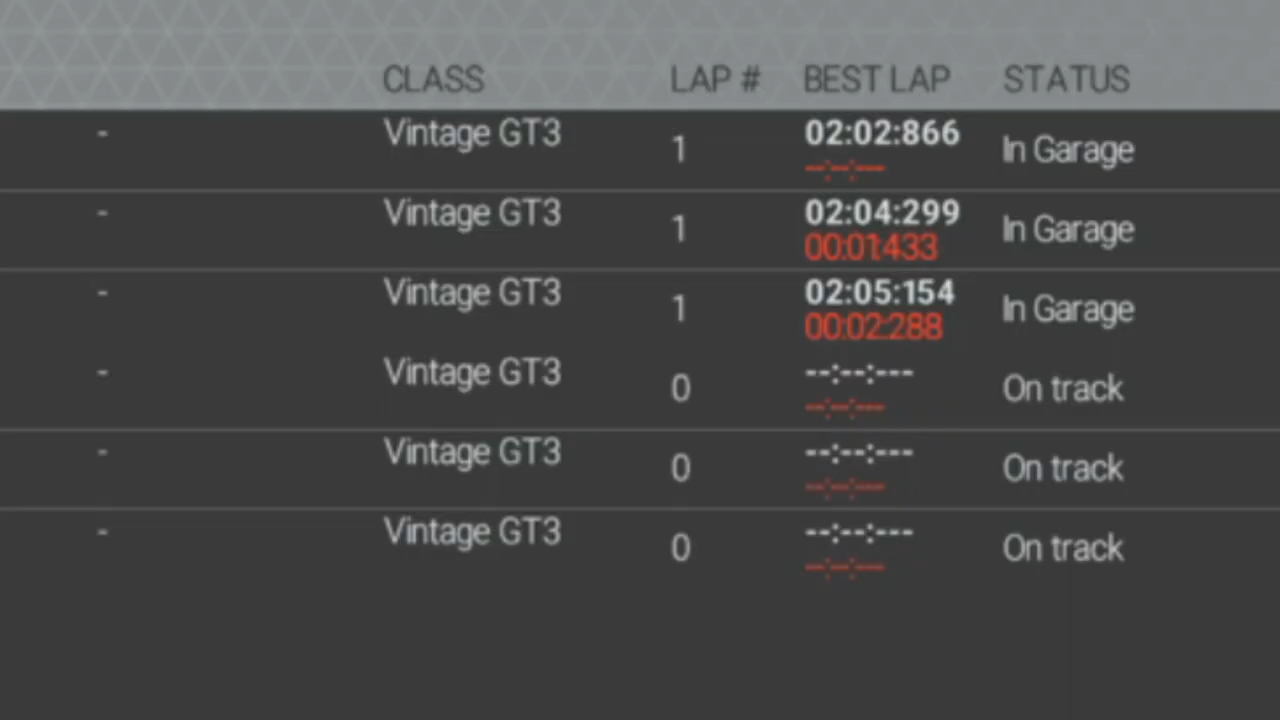 CLASS LAP # BEST LAP STATUS
- Vintage GT3 1 02:02:866 In Garage
--:--:---
- Vintage GT3 1 02:04:299 In Garage
00:01:433
- Vintage GT3 1 02:05:154 In Garage
00:02:288
- Vintage GT3 0 --:--:--- On track
--:--:---
- Vintage GT3 0 --:--:--- On track
--:--:---
- Vintage GT3 0 --:--:--- On track
--:--:---